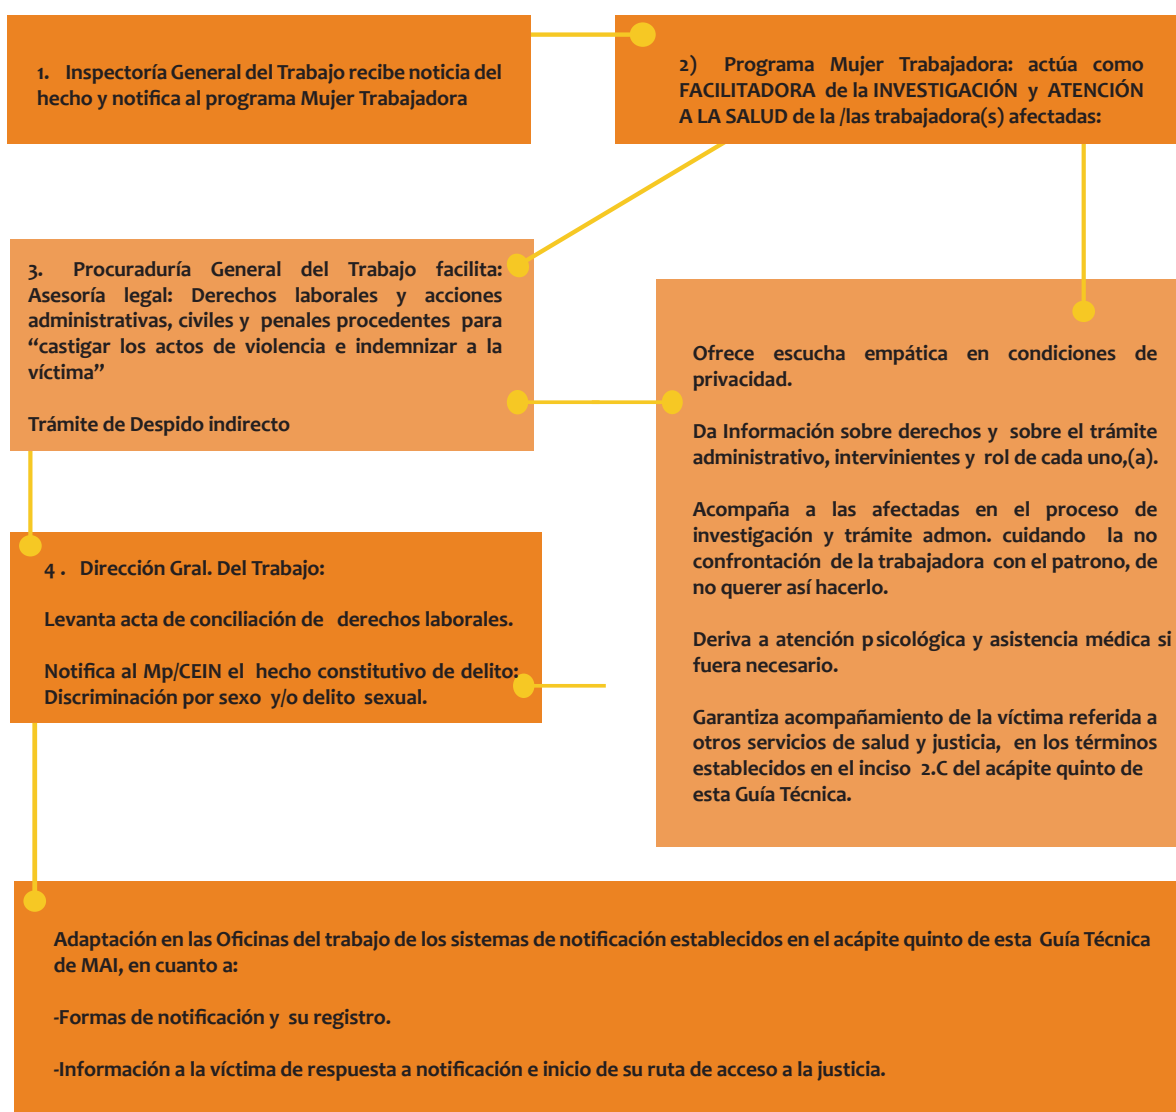 1. Inspectoría General del Trabajo recibe noticia del
hecho y notifica al programa Mujer Trabajadora
2) Programa Mujer Trabajadora: actúa como
FACILITADORA de la INVESTIGACIÓN y ATENCIÓN
A LA SALUD de la /las trabajadora(s) afectadas:
3. Procuraduría General del Trabajo facilita:
Asesoría legal: Derechos laborales y acciones
administrativas, civiles y penales procedentes para
“castigar los actos de violencia e indemnizar a la
víctima”
Trámite de Despido indirecto
Ofrece escucha empática en condiciones de
privacidad.
Da Información sobre derechos y sobre el trámite
administrativo, intervinientes y rol de cada uno,(a).
Acompaña a las afectadas en el proceso de
investigación y trámite admon. cuidando la no
confrontación de la trabajadora con el patrono, de
no querer así hacerlo.
Deriva a atención psicológica y asistencia médica si
fuera necesario.
Garantiza acompañamiento de la víctima referida a
otros servicios de salud y justicia, en los términos
establecidos en el inciso 2.C del acápite quinto de
esta Guía Técnica.
4 . Dirección Gral. Del Trabajo:
Levanta acta de conciliación de derechos laborales.
Notifica al Mp/CEIN el hecho constitutivo de delito:
Discriminación por sexo y/o delito sexual.
Adaptación en las Oficinas del trabajo de los sistemas de notificación establecidos en el acápite quinto de esta Guía Técnica
de MAI, en cuanto a:
-Formas de notificación y su registro.
-Información a la víctima de respuesta a notificación e inicio de su ruta de acceso a la justicia.